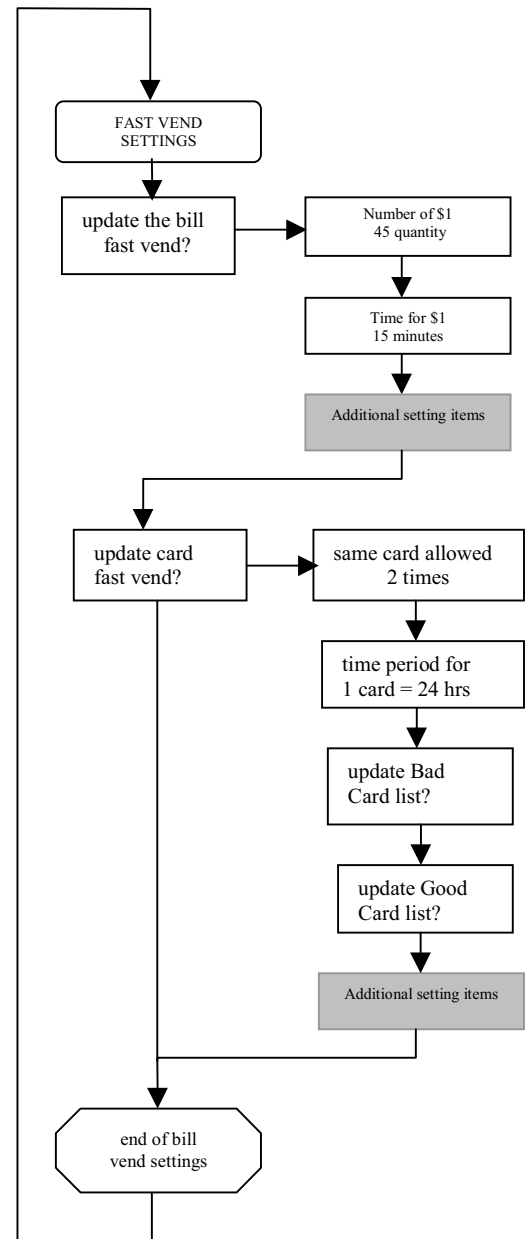 FAST VEND
SETTINGS
update the bill
fast vend?
Number of $1
45 quantity
Time for $1
15 minutes
Additional setting items
update card
fast vend?
same card allowed
2 times
time period for
1 card = 24 hrs
update Bad
Card list?
update Good
Card list?
Additional setting items
end of bill
vend settings